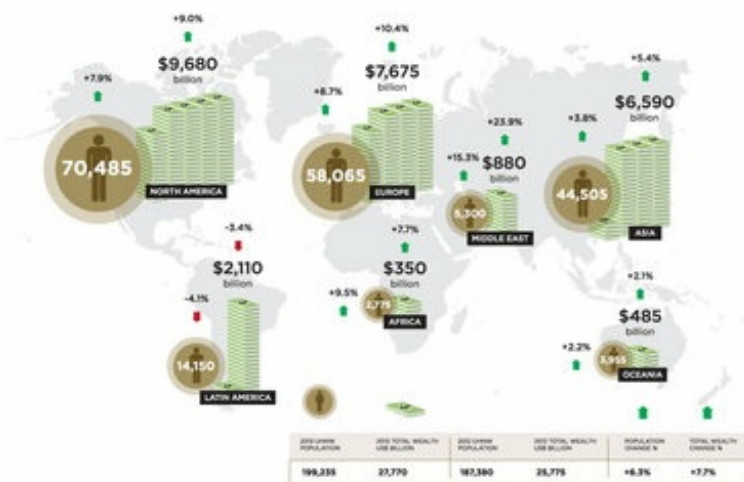 +9.0%
$9,680
billion
+7.9%
70,485
NORTH AMERICA
+10.4%
$7,675
billion
+8.7%
58,065
EUROPE
+23.9%
+15.3%
$880
billion
5,300
MIDDLE EAST
+5.4%
$6,590
billion
+3.8%
44,505
ASIA
-3.4%
$2,110
billion
-4.1%
14,150
LATIN AMERICA
+7.7%
$350
billion
+9.5%
2,775
AFRICA
+2.1%
$485
billion
+2.2%
3,955
OCEANIA
2013 UHNW
POPULATION
2013 TOTAL WEALTH
US$ BILLION
2012 UHNW
POPULATION
2012 TOTAL WEALTH
US$ BILLION
POPULATION
CHANGE %
TOTAL WEALTH
CHANGE %
199,235
27,770
187,380
25,775
+6.3%
+7.7%